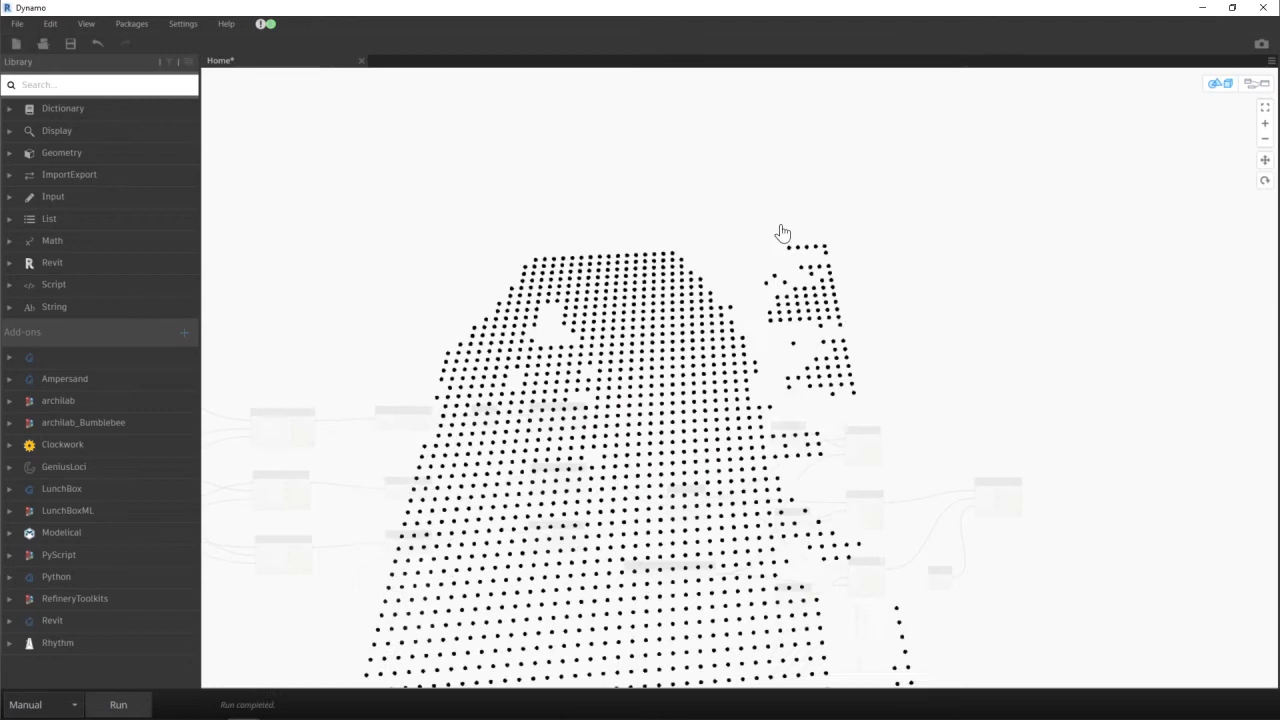 Dynamo
File Edit View Packages Settings Help
Library
Home*
Search...
Dictionary
Display
Geometry
ImportExport
Input
List
Math
Revit
Script
String
Add-ons
Ampersand
archilab
archilab_Bumblebee
Clockwork
GeniusLoci
LunchBox
LunchBoxML
Modelical
PyScript
Python
RefineryToolkits
Revit
Rhythm
Manual
Run
Run completed.